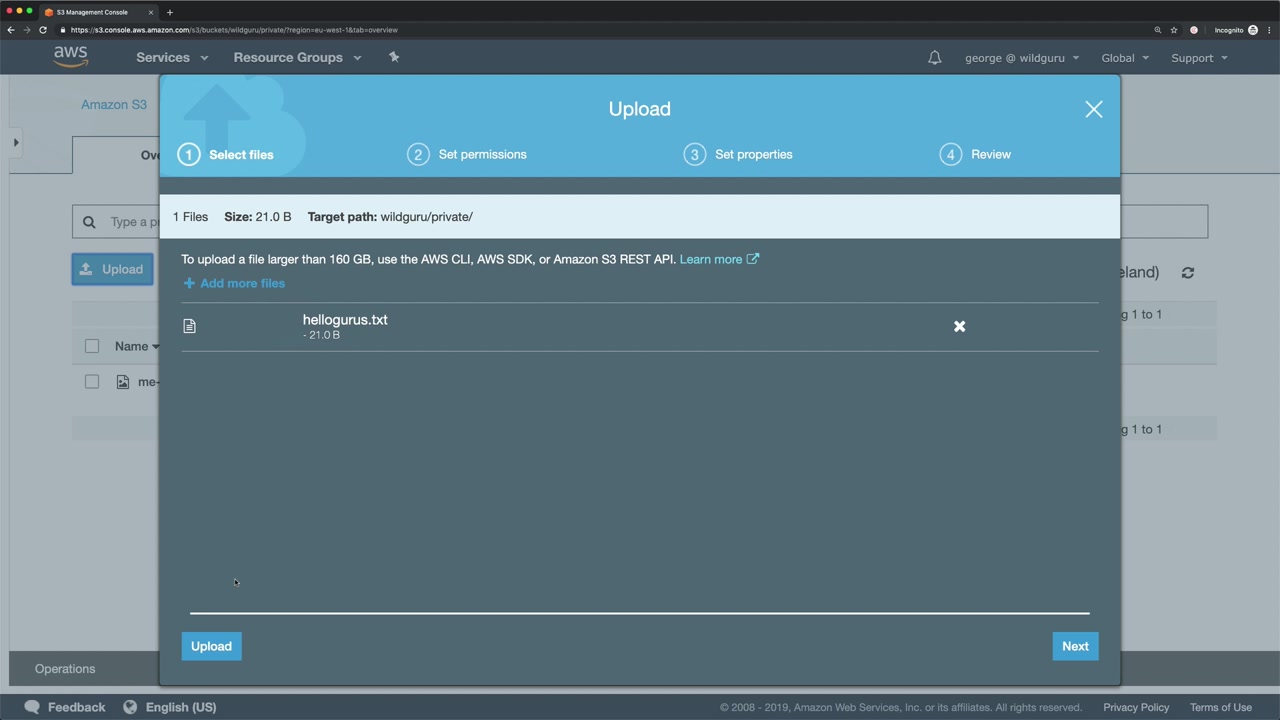 S3 Management Console
https://s3.console.aws.amazon.com/s3/buckets/wildguru/private/?region=eu-west-1&tab=overview
Incognito
aws
Services
Resource Groups
george @ wildguru
Global
Support
Amazon S3
Upload
1 Select files
2 Set permissions
3 Set properties
4 Review
Ove
1 Files Size: 21.0 B Target path: wildguru/private/
Type a p
To upload a file larger than 160 GB, use the AWS CLI, AWS SDK, or Amazon S3 REST API. Learn more
Upload
eland)
Add more files
g 1 to 1
hellogurus.txt
- 21.0 B
Name
me-
g 1 to 1
Upload
Next
Operations
Feedback
English (US)
© 2008 - 2019, Amazon Web Services, Inc. or its affiliates. All rights reserved.
Privacy Policy
Terms of Use